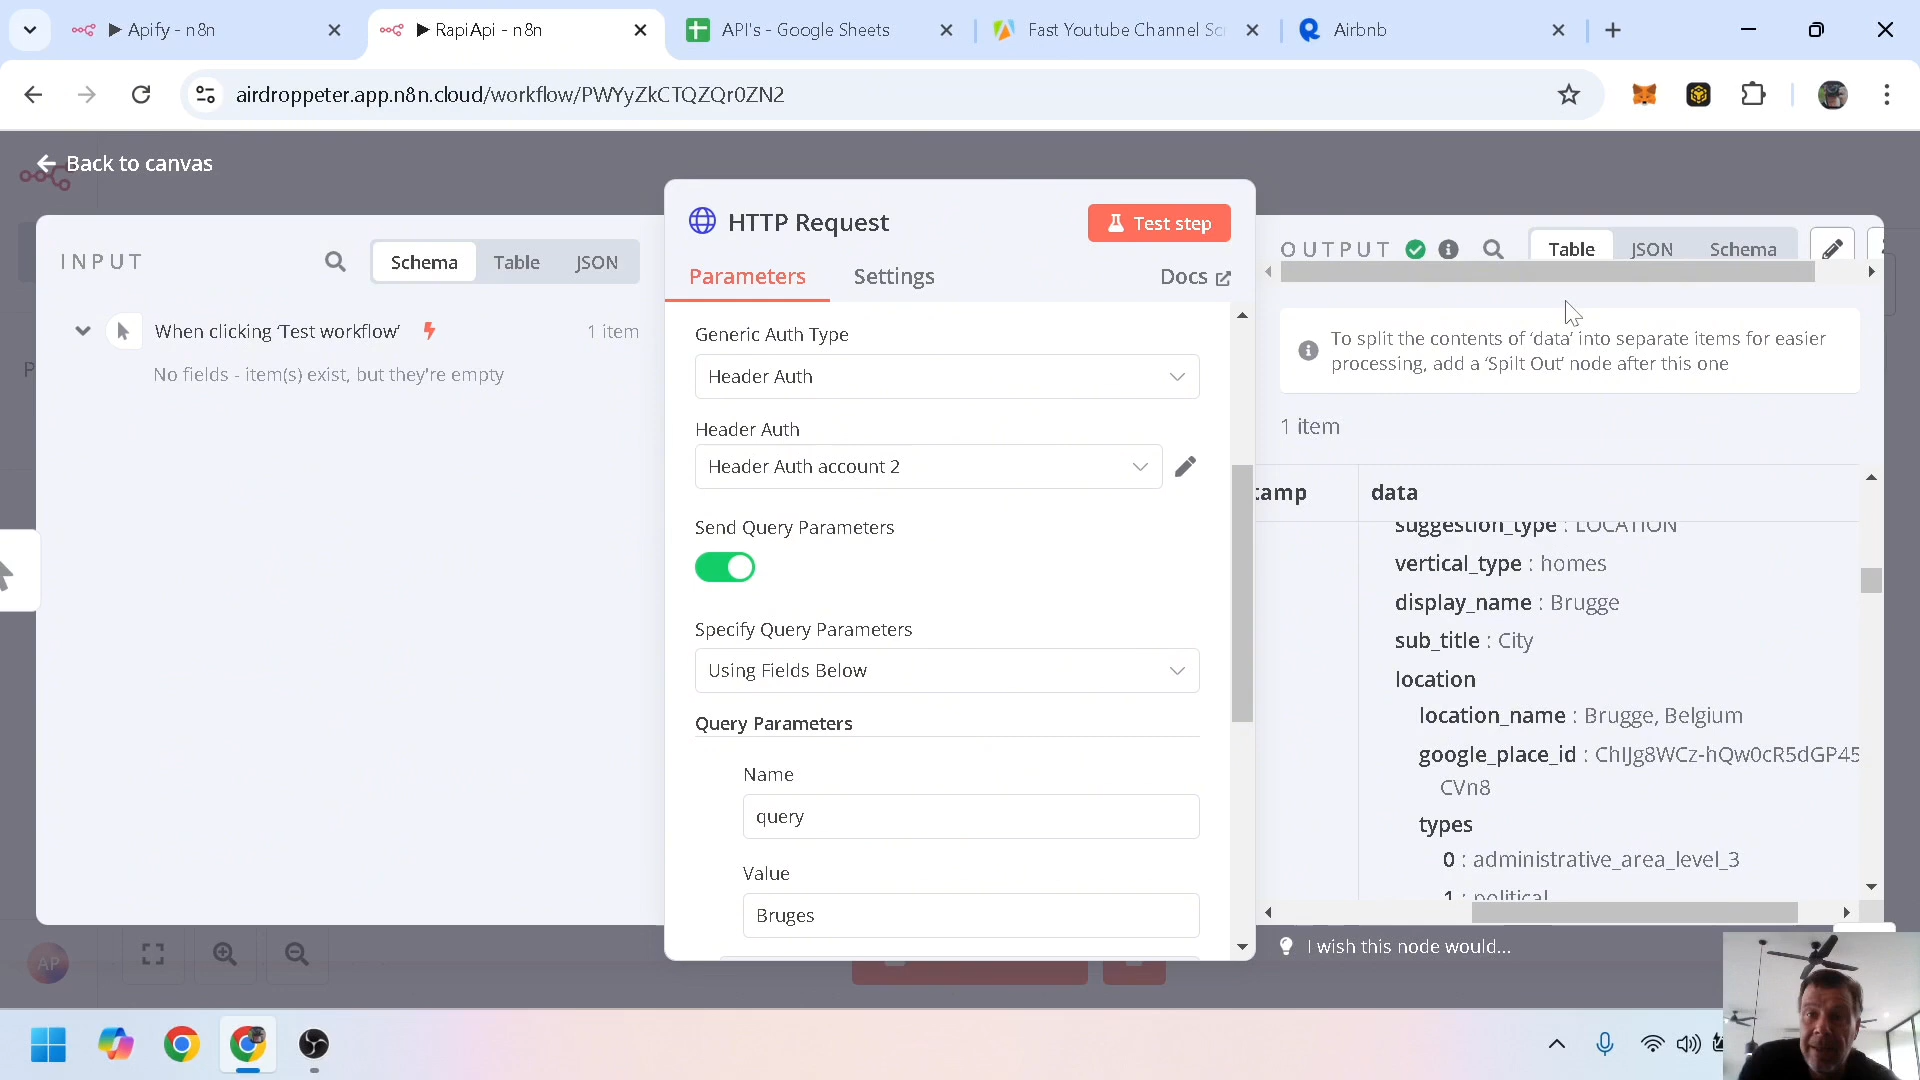 ▶ Apify - n8n
▶ RapiApi - n8n
API's - Google Sheets
Fast Youtube Channel Scr
Airbnb
airdroppeter.app.n8n.cloud/workflow/PWYyZkCTQZQr0ZN2
Back to canvas
INPUT
Schema
Table
JSON
When clicking ‘Test workflow’
1 item
No fields - item(s) exist, but they're empty
HTTP Request
Test step
Parameters
Settings
Docs
Generic Auth Type
Header Auth
Header Auth
Header Auth account 2
Send Query Parameters
Specify Query Parameters
Using Fields Below
Query Parameters
Name
query
Value
Bruges
OUTPUT
Table
JSON
Schema
To split the contents of ‘data’ into separate items for easier
processing, add a ‘Spilt Out’ node after this one
1 item
tamp
data
suggestion_type : LOCATION
vertical_type : homes
display_name : Brugge
sub_title : City
location
location_name : Brugge, Belgium
google_place_id : ChIJg8WCz-hQw0cR5dGP45
CVn8
types
0 : administrative_area_level_3
1 : political
I wish this node would...
AP
P